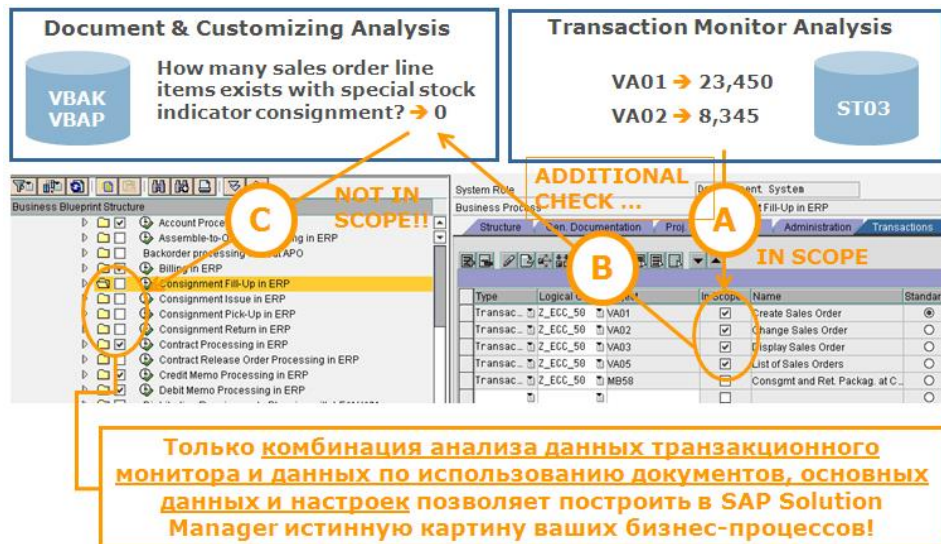 Document & Customizing Analysis
VBAK
VBAP
How many sales order line
items exists with special stock
indicator consignment? ➔ 0
Transaction Monitor Analysis
VA01 ➔ 23,450
VA02 ➔ 8,345
ST03
NOT IN
SCOPE!!
ADDITIONAL
CHECK ...
IN SCOPE
A
B
C
Business Blueprint Structure
Account Proce
Assemble-to-O
ing in ERP
Backorder processing
APO
Billing in ERP
Consignment Fill-Up in ERP
Consignment Issue in ERP
Consignment Pick-Up in ERP
Consignment Return in ERP
Contract Processing in ERP
Contract Release Order Processing in ERP
Credit Memo Processing in ERP
Debit Memo Processing in ERP
System Role
ent System
Business Proces
Fill-Up in ERP
Structure
Gen. Documentation
Proj.
Administration
Transactions
Type Logical C In Scope Name Standar
Transac.. Z_ECC_50 VA01 Create Sales Order
Transac.. Z_ECC_50 VA02 Change Sales Order
Transac.. Z_ECC_50 VA03 Display Sales Order
Transac.. Z_ECC_50 VA05 List of Sales Orders
Transac.. Z_ECC_50 MB58 Consgmt and Ret. Packag. at C..
Только комбинация анализа данных транзакционного
монитора и данных по использованию документов, основных
данных и настроек позволяет построить в SAP Solution
Manager истинную картину ваших бизнес-процессов!